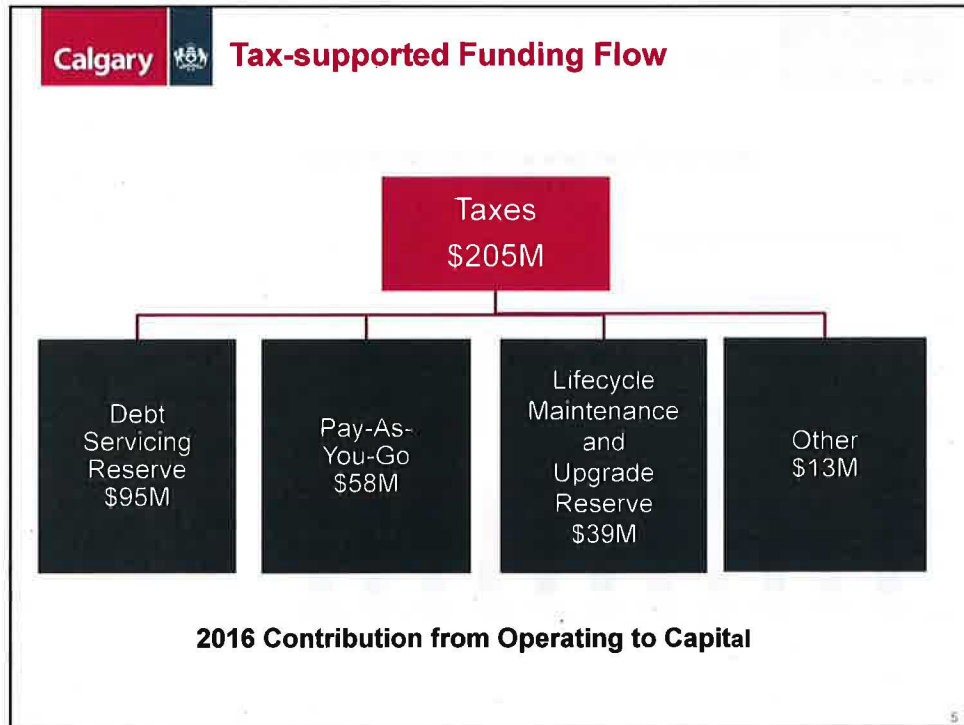 Calgary
Tax-supported Funding Flow
Taxes
$205M
Debt
Servicing
Reserve
$95M
Pay-As-
You-Go
$58M
Lifecycle
Maintenance
and
Upgrade
Reserve
$39M
Other
$13M
2016 Contribution from Operating to Capital
5